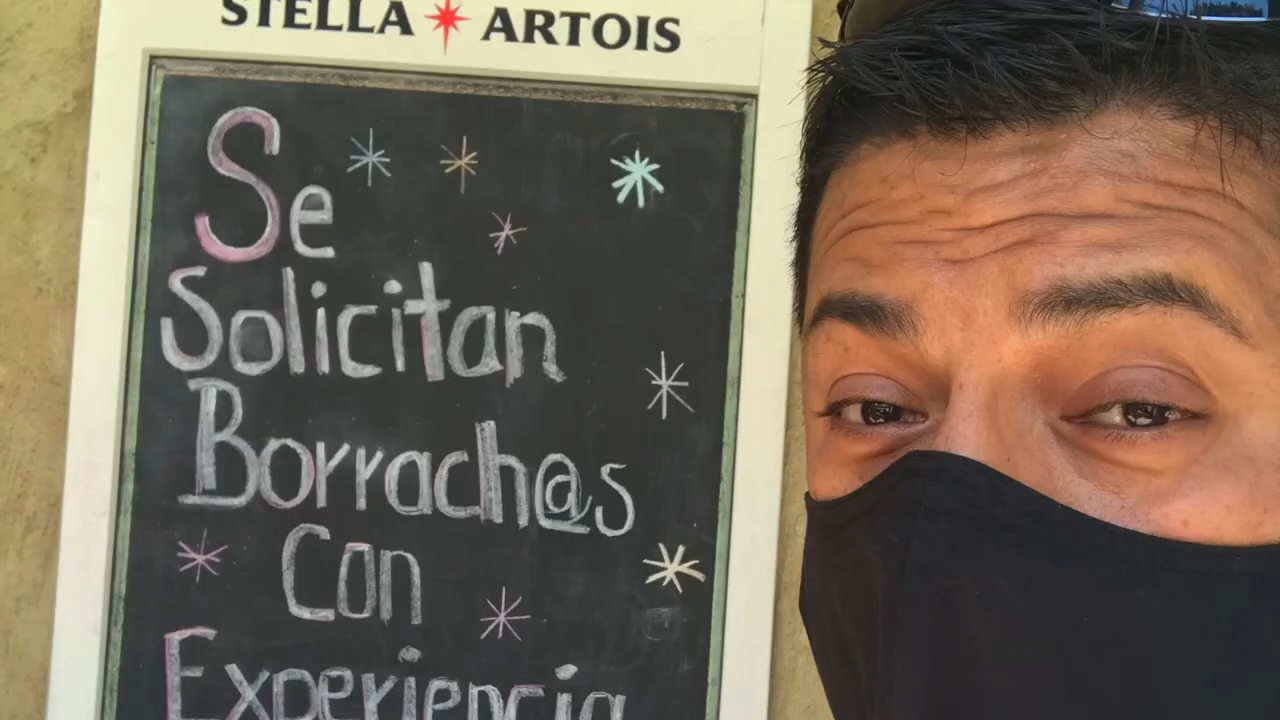 STELLA ARTOIS
Se
Solicitan
Borrach@s
Con
Experiencia